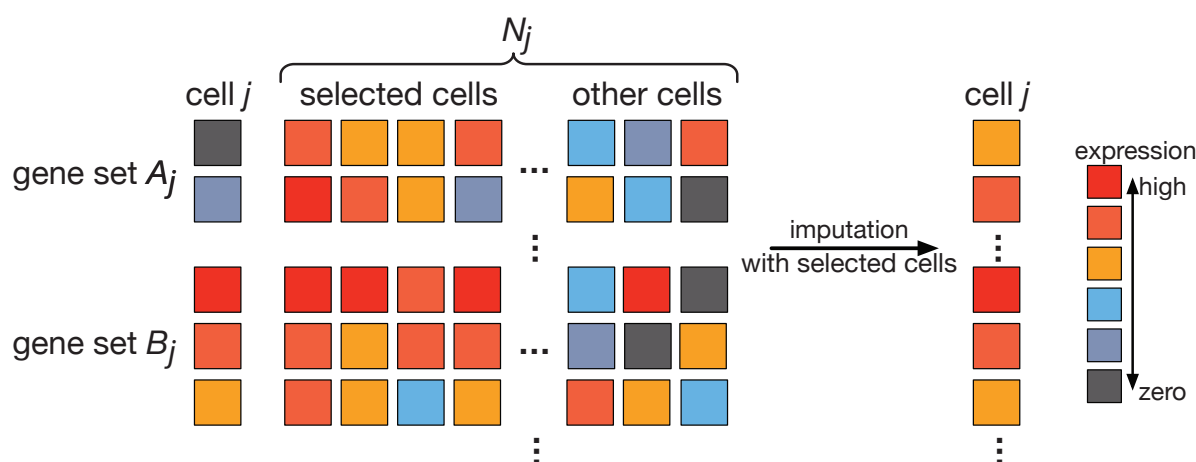 N_j
cell j selected cells other cells cell j
gene set A_j
...
⋮ ⋮
expression
high
imputation
with selected cells
gene set B_j
...
zero
⋮ ⋮